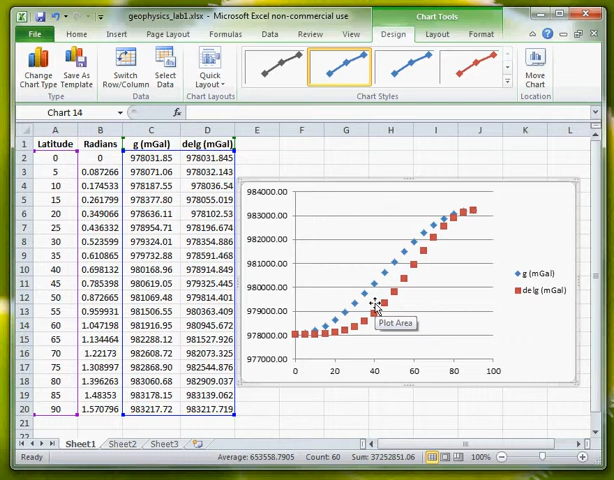 geophysics_lab1.xlsx - Microsoft Excel non-commercial use
Chart Tools
File Home Insert Page Layout Formulas Data Review View Design Layout Format
Change Chart Type
Save As Template
Switch Row/Column
Select Data
Quick Layout
Move Chart
Type Data Chart Layouts Chart Styles Location
Chart 14 fx
A B C D E F G H I J K L
1 Latitude Radians g (mGal) delg (mGal)
2 0 0 978031.85 978031.845
3 5 0.087266 978071.06 978032.143
4 10 0.174533 978187.55 978036.54
5 15 0.261799 978377.80 978055.019
6 20 0.349066 978636.11 978102.53
7 25 0.436332 978954.71 978196.674
8 30 0.523599 979324.01 978354.886
9 35 0.610865 979732.88 978588.73
10 40 0.698132 980168.96 978914.849
11 45 0.785398 980619.09 979315.38
12 50 0.872665 981069.48 979814.401
13 55 0.959931 981506.55 980363.409
14 60 1.047198 981916.95 980945.672
15 65 1.134464 982288.12 981527.926
16 70 1.22173 982608.72 982073.325
17 75 1.308997 982868.90 982544.876
18 80 1.396263 983060.68 982909.037
19 85 1.48353 983178.15 983139.062
20 90 1.570796 983217.72 983217.719
21
22
984000.00
983000.00
982000.00
981000.00
980000.00
979000.00
978000.00
977000.00
0 20 40 60 80 100
g (mGal)
delg (mGal)
Plot Area
Sheet1 Sheet2 Sheet3
Ready Average: 653558.7905 Count: 60 Sum: 37252851.06 100%